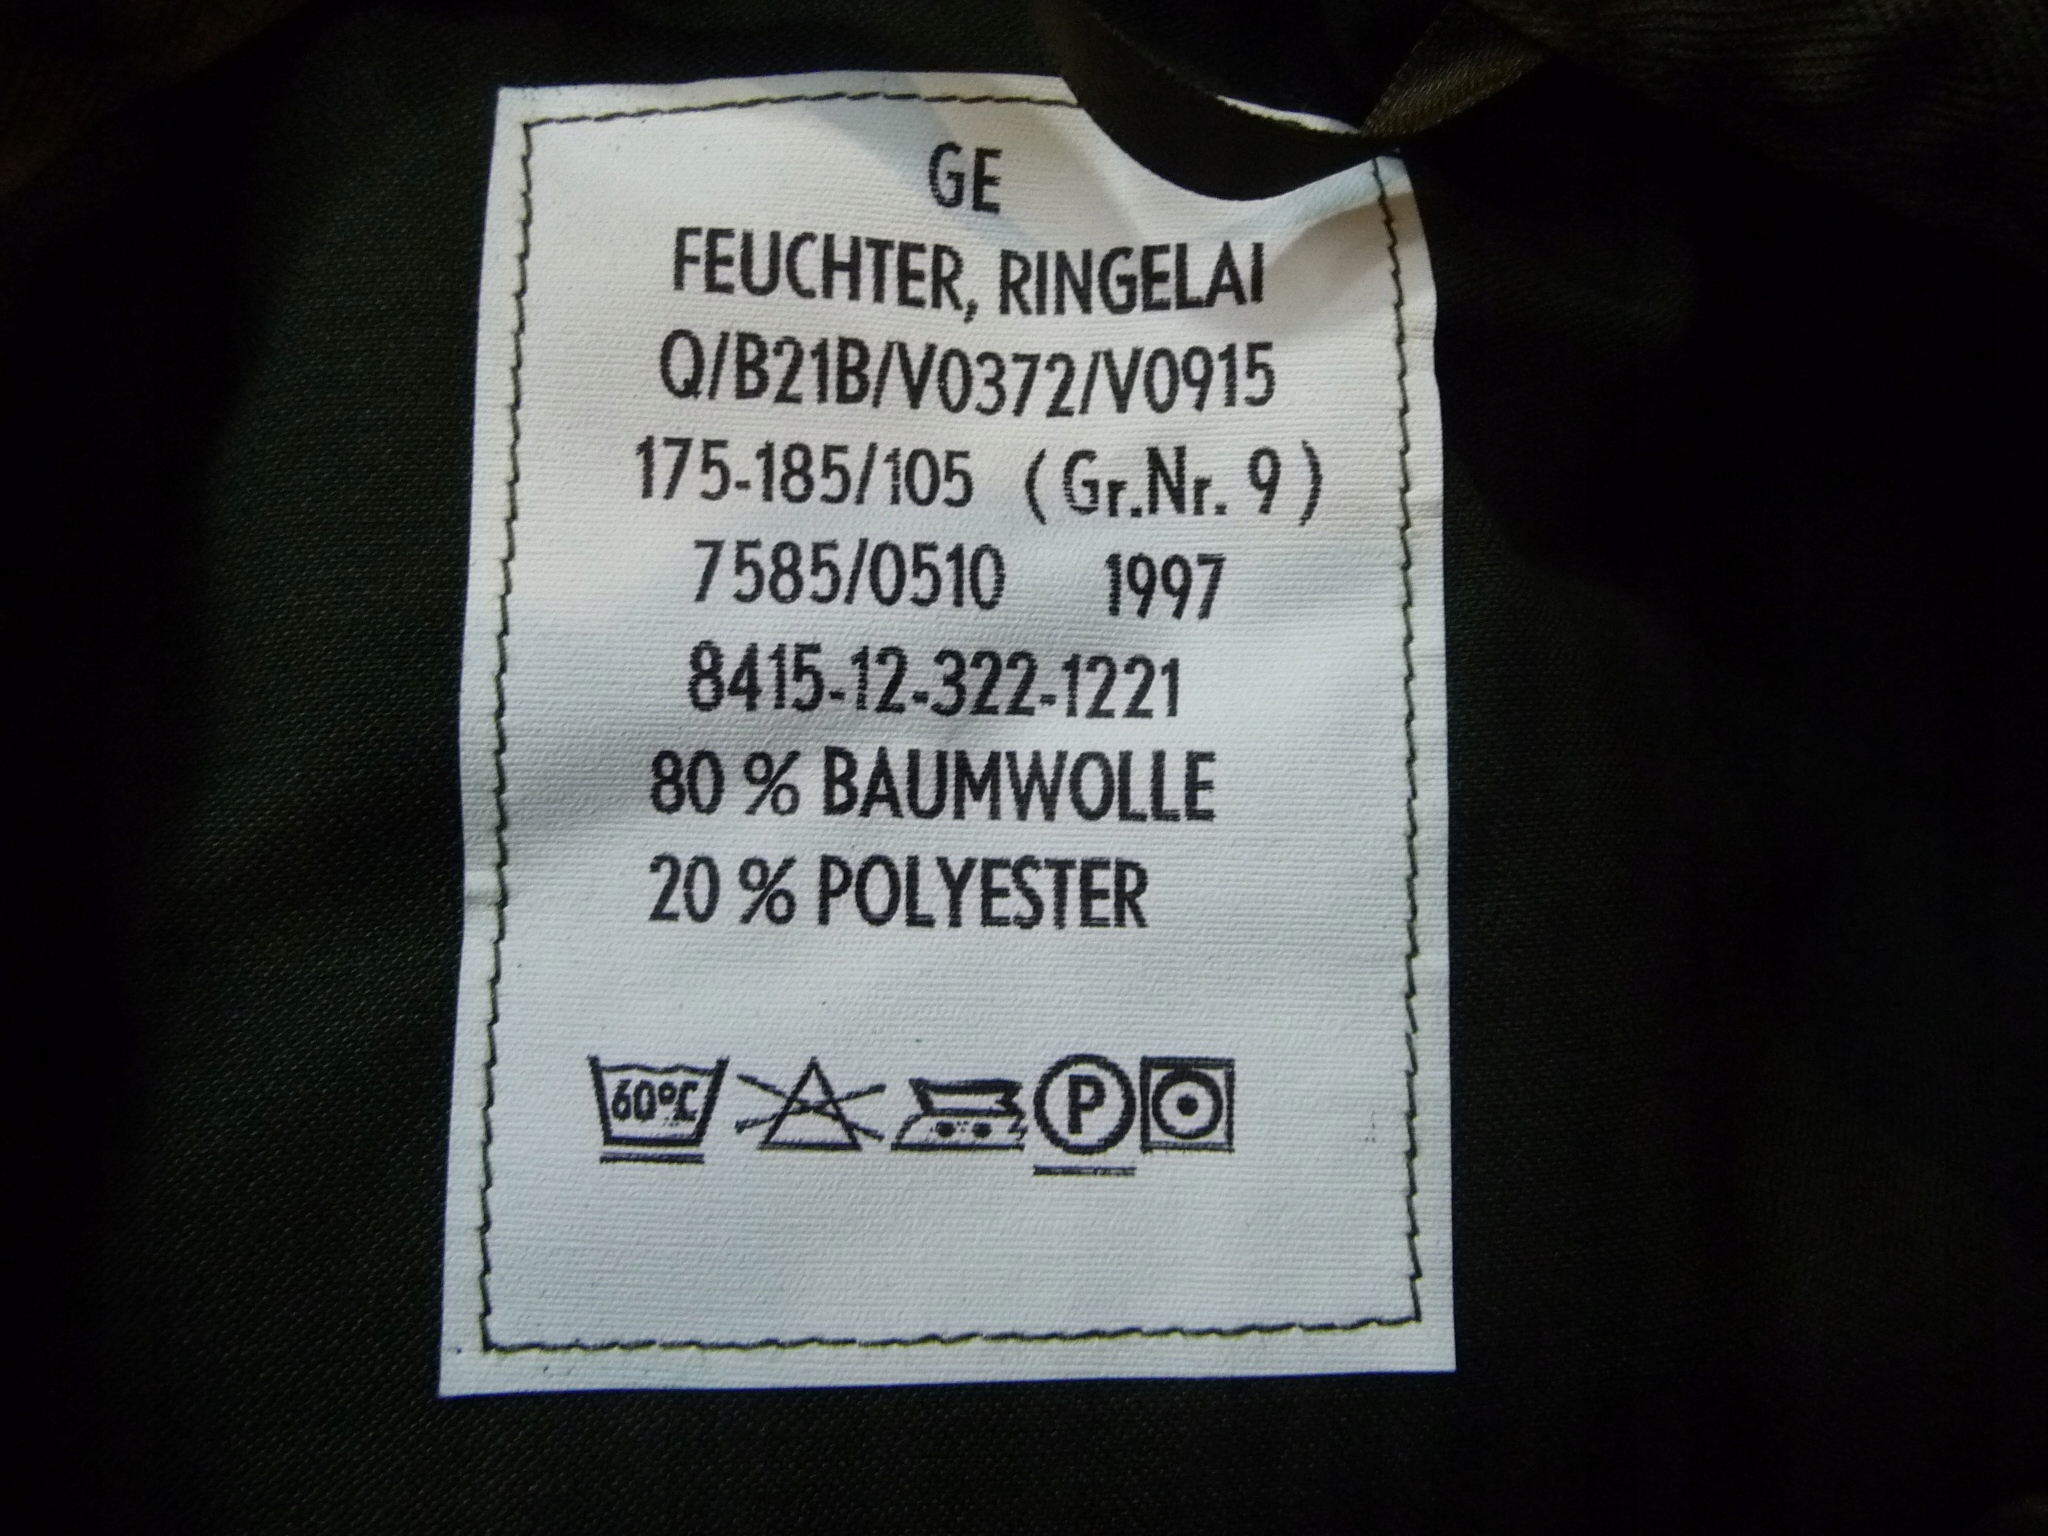 GE
FEUCHTER, RINGELAI
Q/B21B/V0372/V0915
175-185/105 (Gr.Nr. 9)
7585/0510 1997
8415-12-322-1221
80 % BAUMWOLLE
20 % POLYESTER
60°C P